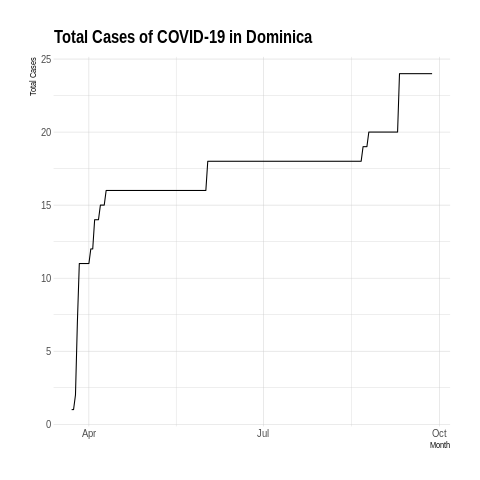 Total Cases of COVID-19 in Dominica
Total Cases
25
20
15
10
5
0
Apr
Jul
Oct
Month